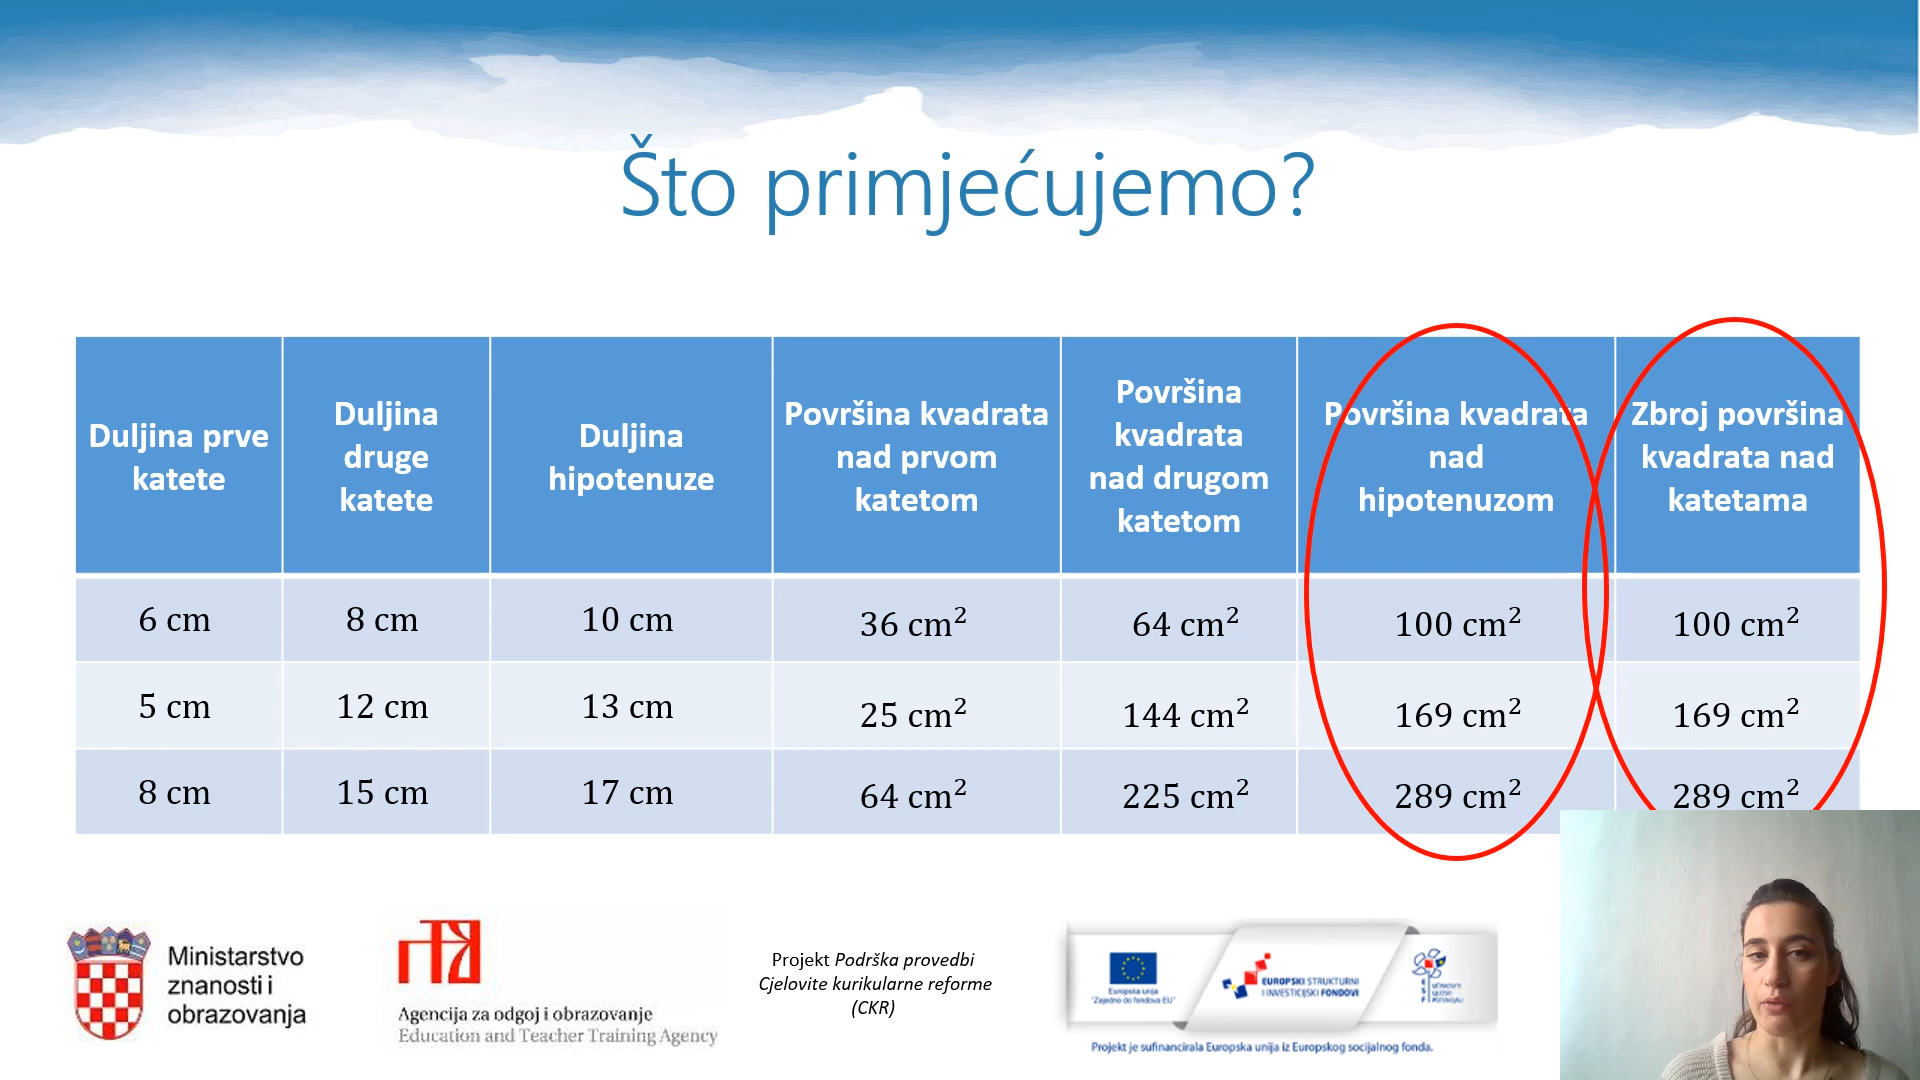 Što primjećujemo?
Duljina prve
katete
Duljina
druge
katete
Duljina
hipotenuze
Površina kvadrata
nad prvom
katetom
Površina
kvadrata
nad drugom
katetom
Površina kvadrata
nad
hipotenuzom
Zbroj površina
kvadrata nad
katetama
6 cm 8 cm 10 cm 36 cm² 64 cm² 100 cm² 100 cm²
5 cm 12 cm 13 cm 25 cm² 144 cm² 169 cm² 169 cm²
8 cm 15 cm 17 cm 64 cm² 225 cm² 289 cm² 289 cm²
Ministarstvo
znanosti i
obrazovanja
Agencija za odgoj i obrazovanje
Education and Teacher Training Agency
Projekt Podrška provedbi
Cjelovite kurikularne reforme
(CKR)
Europska unija
"Zajedno do fondova EU"
EUROPSKI STRUKTURNI
I INVESTICIJSKI FONDOVI
Projekt je sufinancirala Europska unija iz Europskog socijalnog fonda.